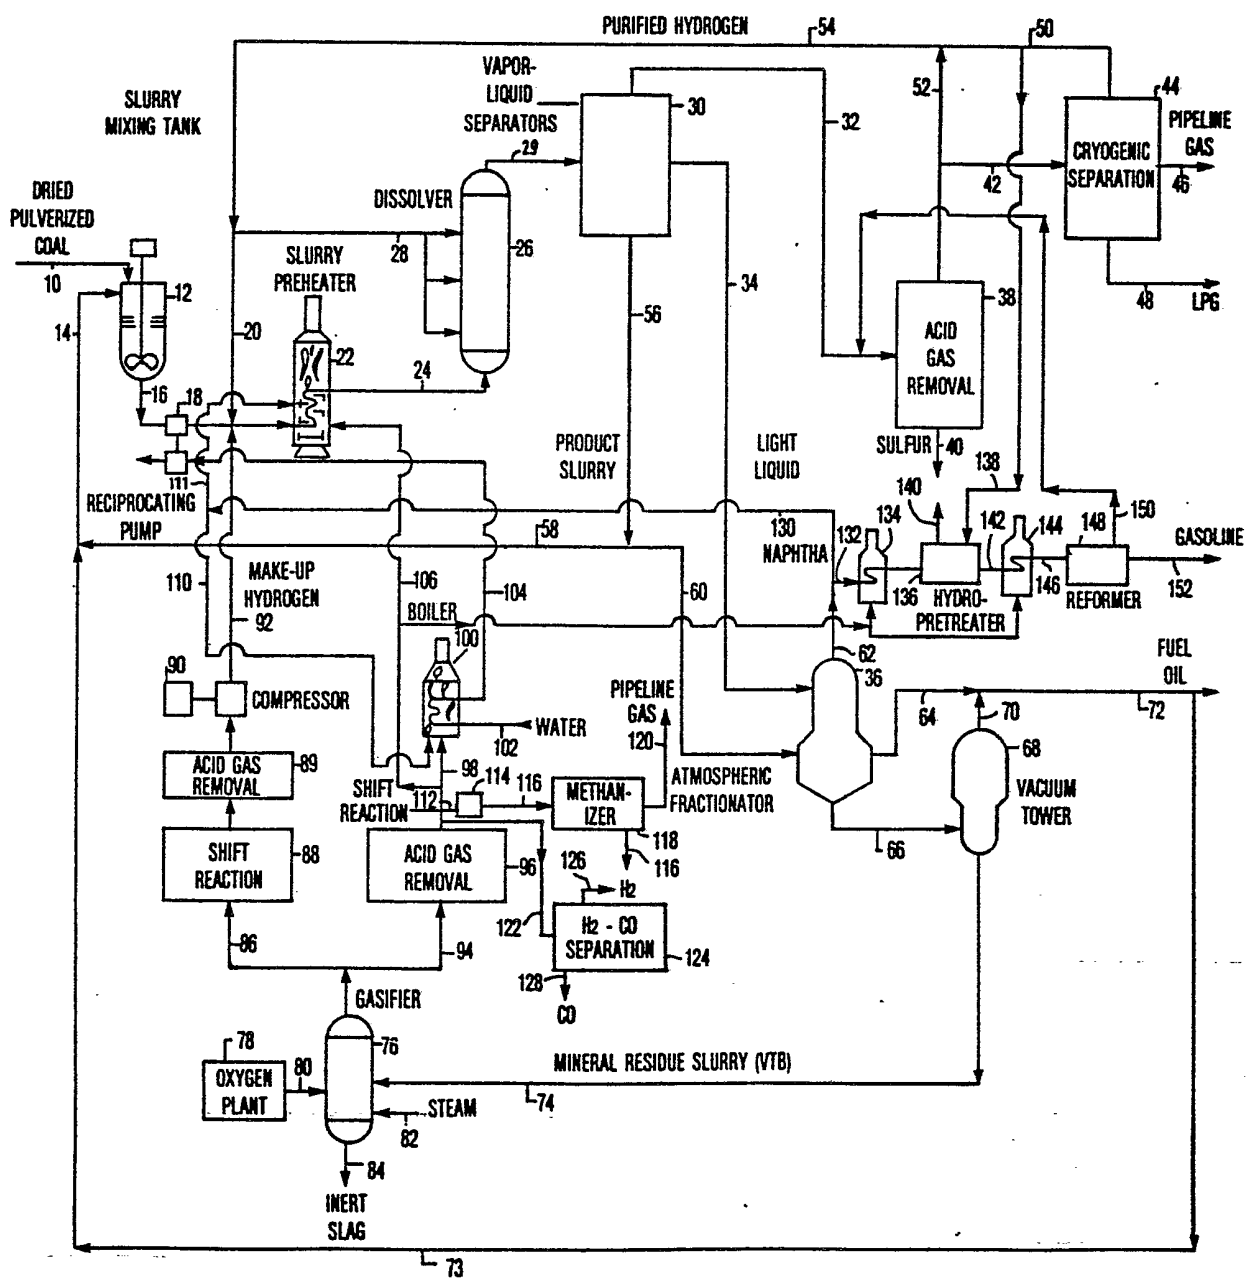 PURIFIED HYDROGEN
54
50
VAPOR-
LIQUID
SEPARATORS
30
32
52
44
PIPELINE
GAS
46
CRYOGENIC
SEPARATION
42
48
LPG
SLURRY
MIXING TANK
29
DRIED
PULVERIZED
COAL
10
12
DISSOLVER
28
26
SLURRY
PREHEATER
22
24
14
20
16
18
34
56
38
ACID
GAS
REMOVAL
SULFUR
40
PRODUCT
SLURRY
LIGHT
LIQUID
138
140
111
RECIPROCATING
PUMP
58
130
NAPHTHA
132
134
136
HYDRO-
PRETREATER
142
144
146
148
REFORMER
150
GASOLINE
152
110
MAKE-UP
HYDROGEN
92
106
104
60
BOILER
100
62
36
FUEL
OIL
90
COMPRESSOR
PIPELINE
GAS
120
WATER
102
64
70
72
68
VACUUM
TOWER
ACID GAS
REMOVAL
89
98
114
116
SHIFT
REACTION
112
METHAN-
IZER
118
116
ATMOSPHERIC
FRACTIONATOR
66
SHIFT
REACTION
88
ACID GAS
REMOVAL
96
126
H2
122
H2 - CO
SEPARATION
124
128
CO
86
94
GASIFIER
76
78
OXYGEN
PLANT
80
MINERAL RESIDUE SLURRY (VTB)
74
STEAM
82
84
INERT
SLAG
73